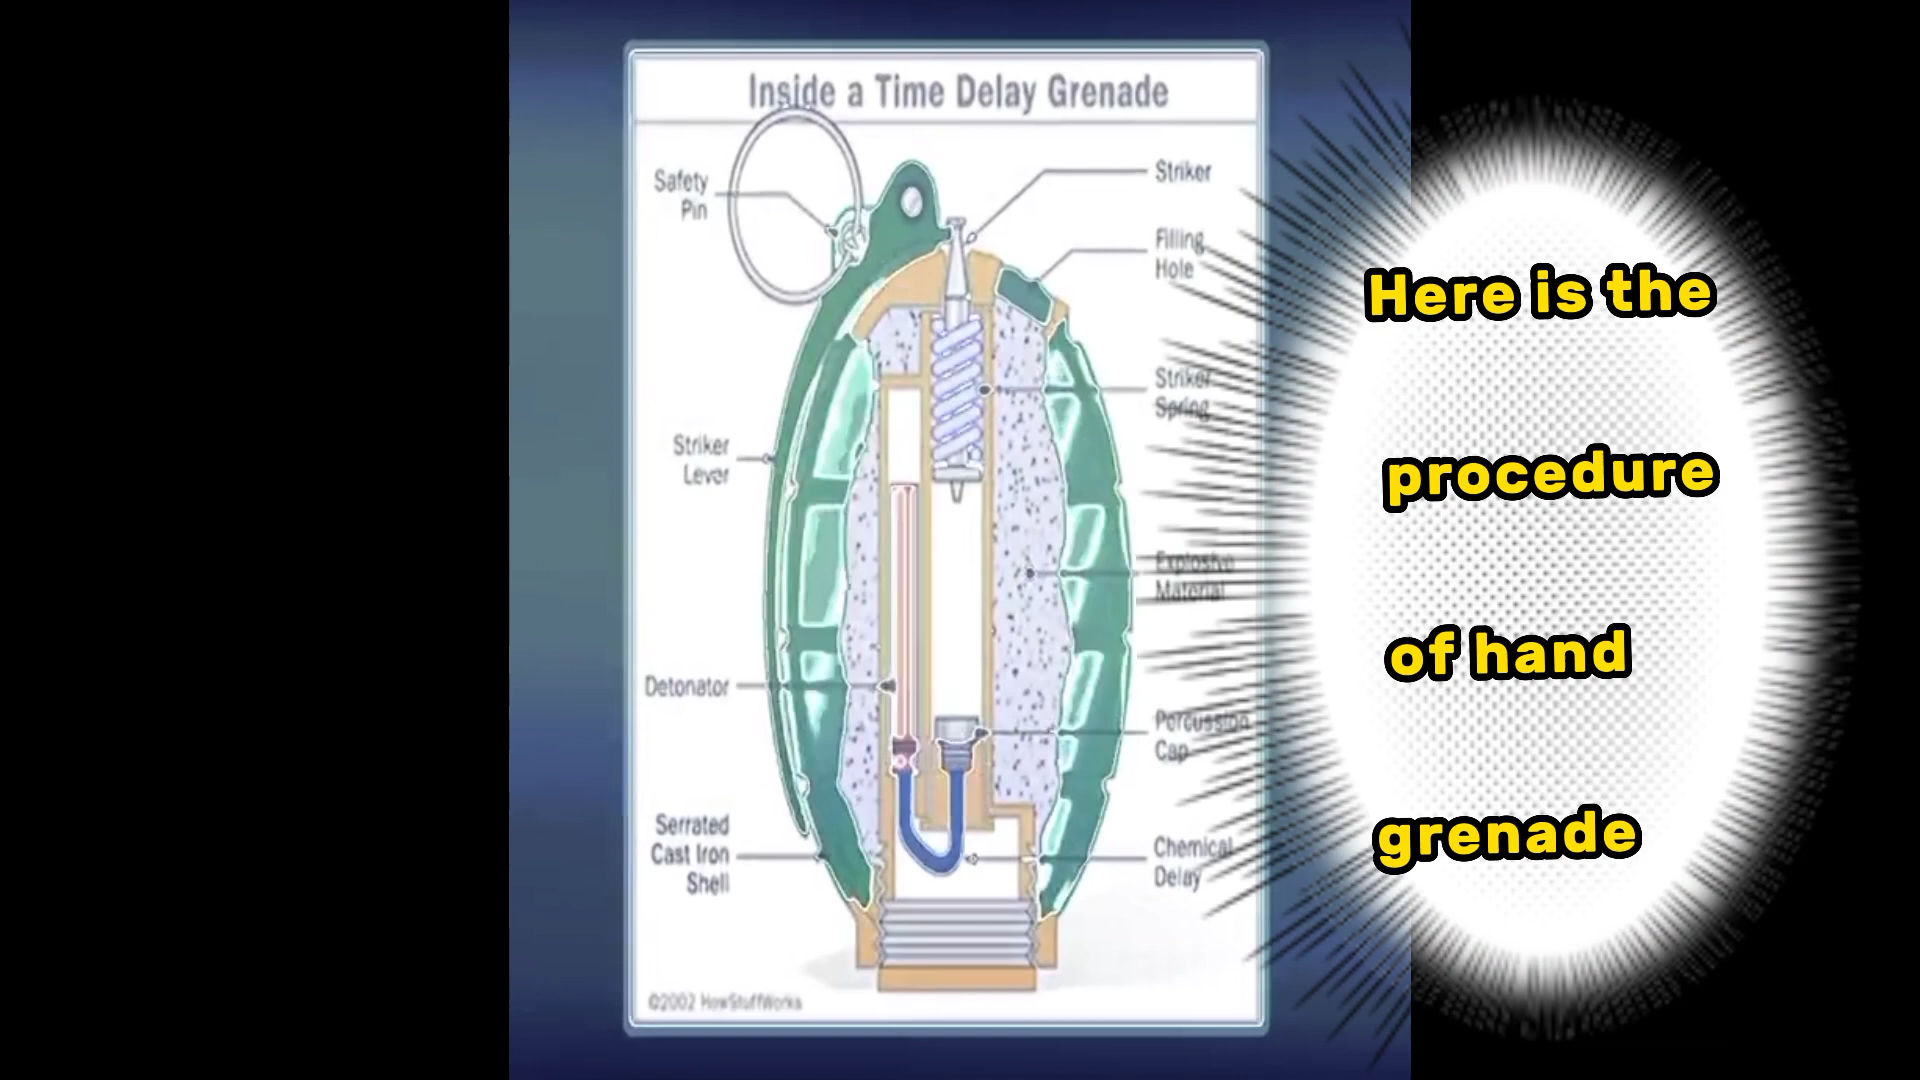 Inside a Time Delay Grenade
Safety
Pin
Striker
Filling
Hole
Striker
Spring
Striker
Lever
Explosive
Material
Detonator
Percussion
Cap
Serrated
Cast Iron
Shell
Chemical
Delay
©2002 HowStuffWorks
Here is the
procedure
of hand
grenade